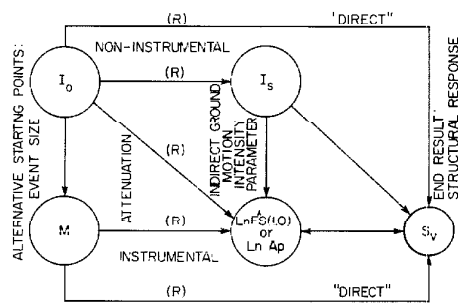 (R) "DIRECT"
NON-INSTRUMENTAL
I₀
(R)
Iₛ
ALTERNATIVE STARTING POINTS:
EVENT SIZE
ATTENUATION
(R)
INDIRECT GROUND
MOTION
INTENSITY
PARAMETER
END RESULT
STRUCTURAL RESPONSE
M
(R)
or
Ln Ap
Sᵥ
INSTRUMENTAL
(R) "DIRECT"